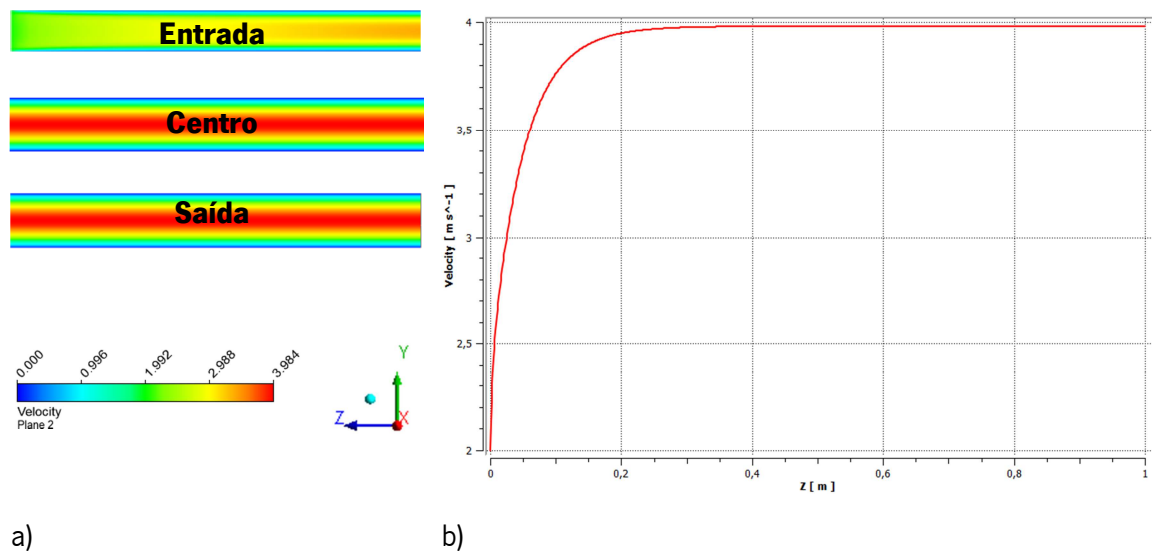 Entrada
Centro
Saída
0.000 0.996 1.992 2.988 3.984
Velocity
Plane 2
Y
Z X
a)
4
3,5
3
2,5
2
Velocity [ m s^-1 ]
0 0,2 0,4 0,6 0,8 1
Z [ m ]
b)